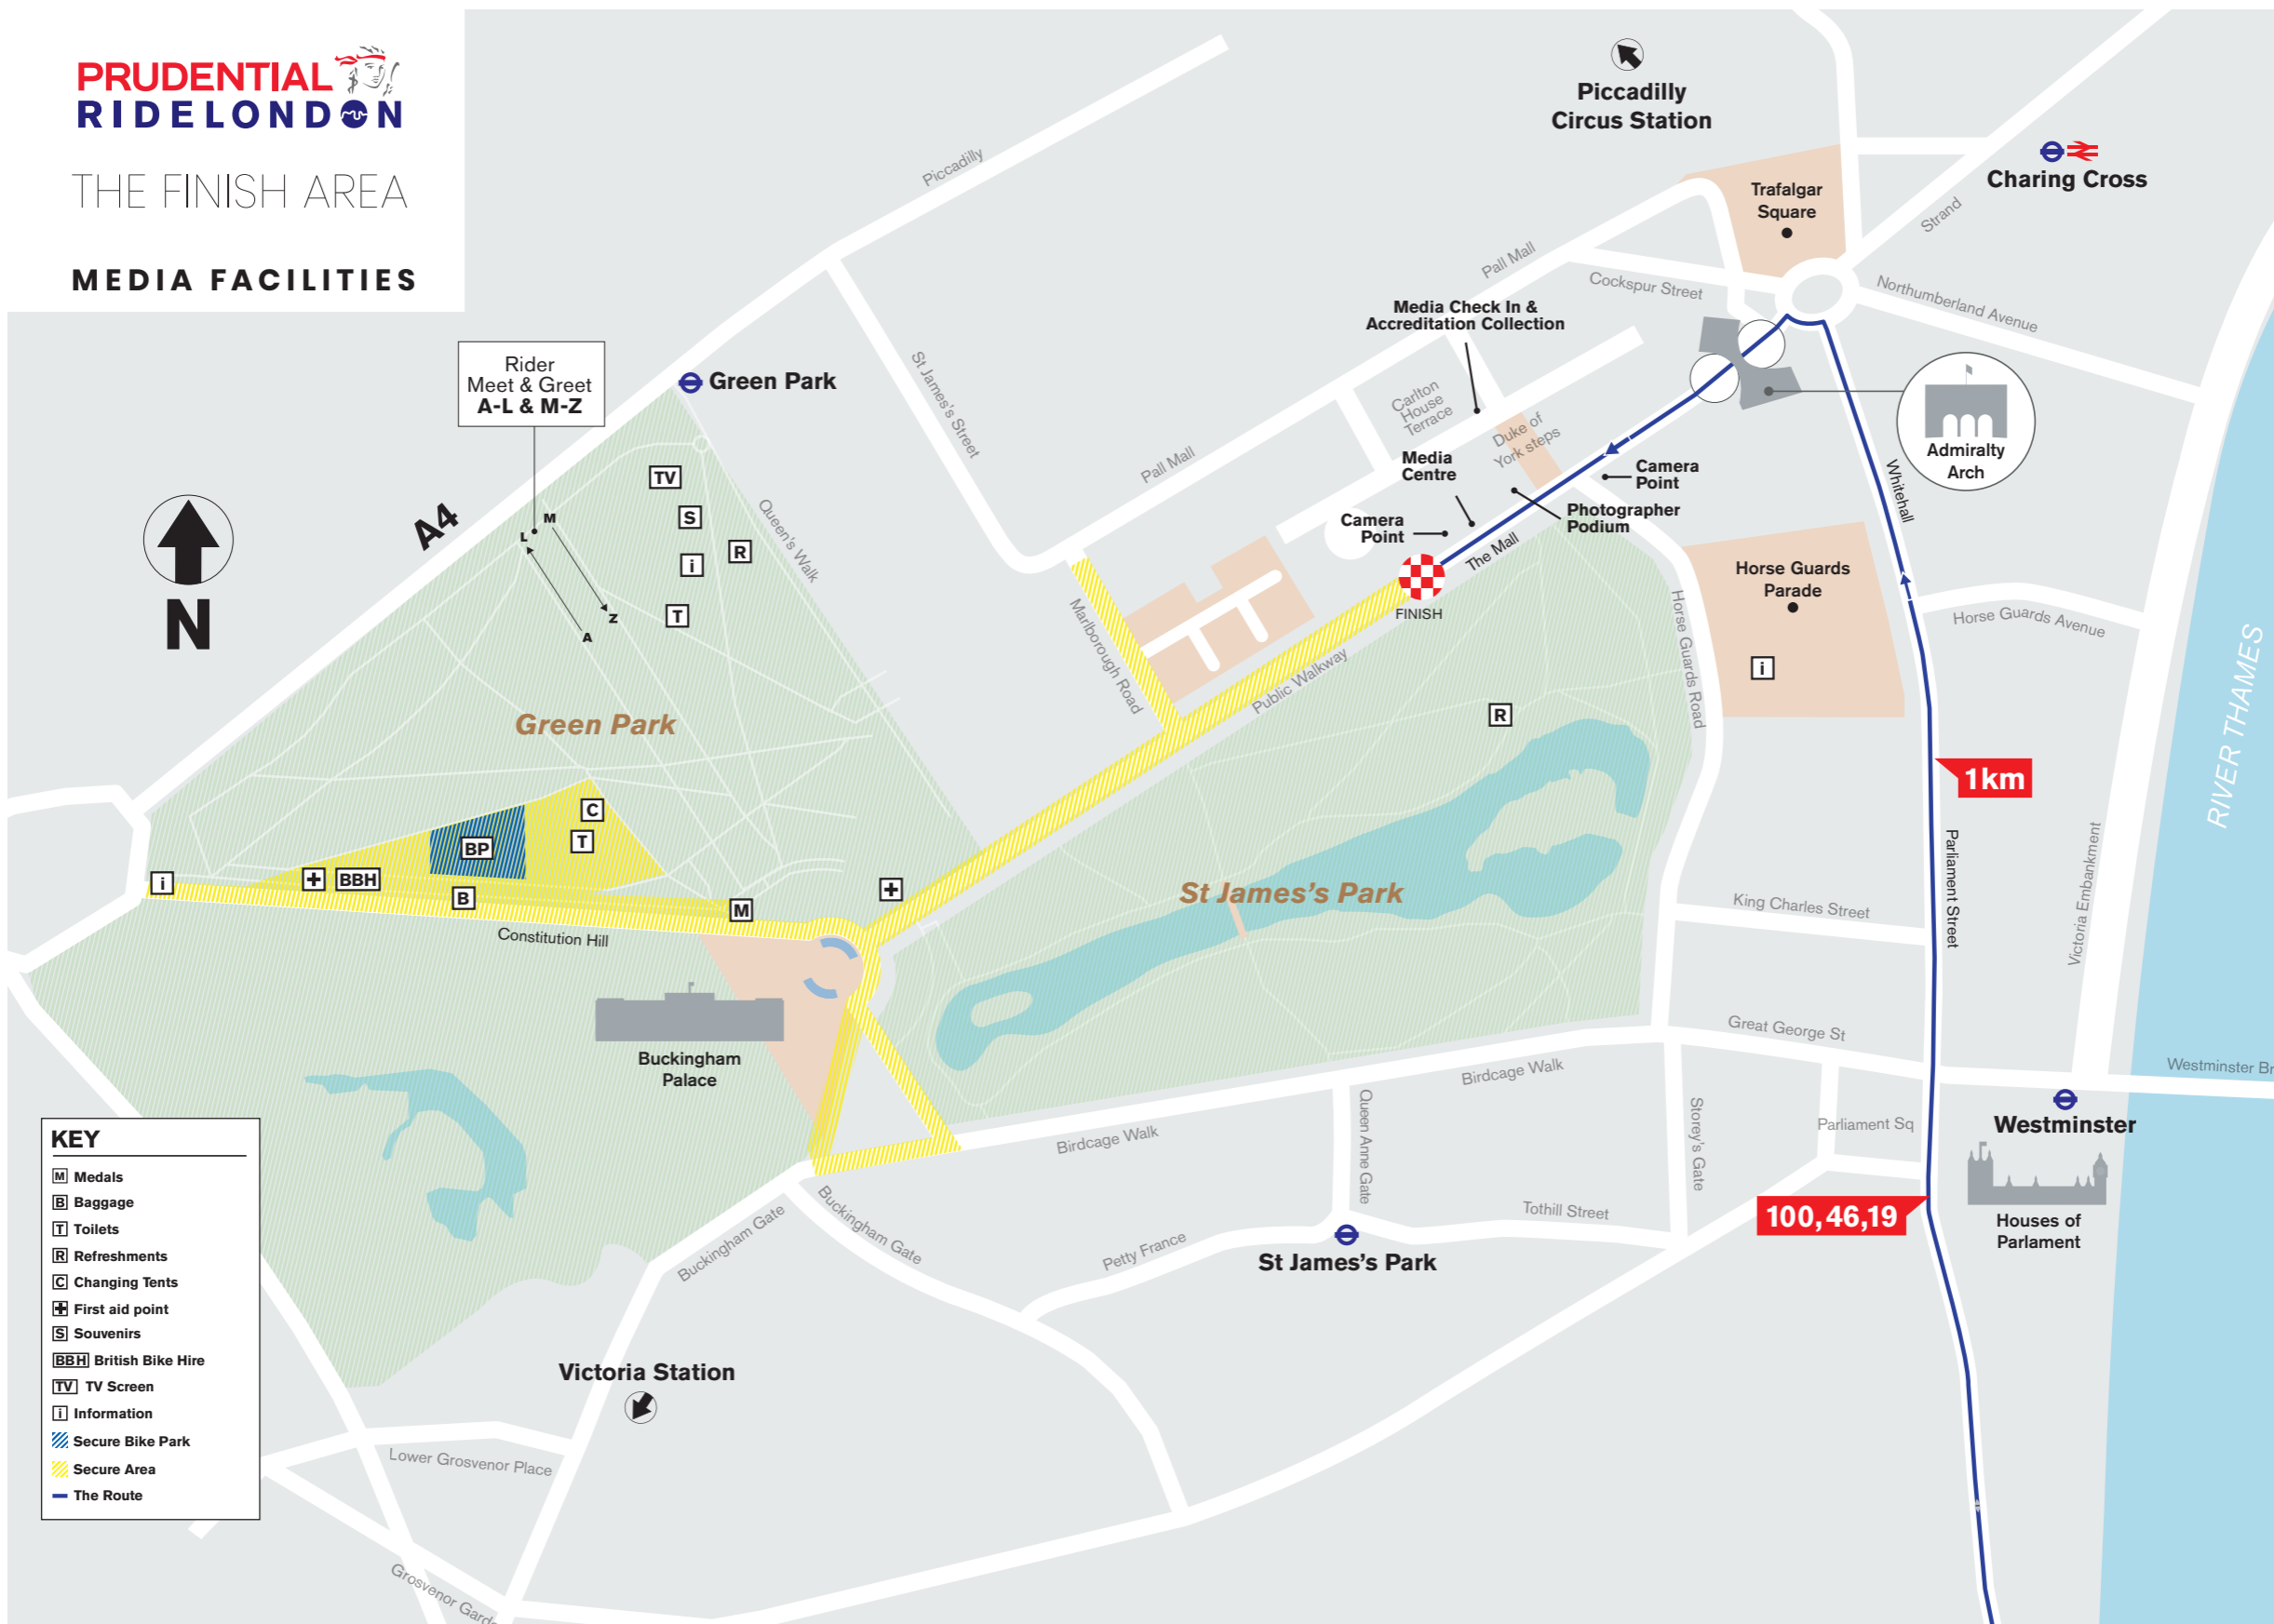 PRUDENTIAL
RIDELONDON
THE FINISH AREA
MEDIA FACILITIES
Piccadilly
Circus Station
Charing Cross
Trafalgar
Square
Strand
Piccadilly
Pall Mall
Cockspur Street
Northumberland Avenue
Media Check In &
Accreditation Collection
Rider
Meet & Greet
A-L & M-Z
Green Park
St James's Street
Carlton
House
Terrace
Duke of
York steps
Admiralty
Arch
Whitehall
Pall Mall
Media
Centre
Camera
Point
Photographer
Podium
Camera
Point
The Mall
FINISH
A4
N
TV
S
R
i
T
M
L
Z
A
Queen's Walk
Marlborough Road
Public Walkway
Horse Guards Road
Horse Guards
Parade
i
Horse Guards Avenue
RIVER THAMES
Green Park
R
1km
C
T
BP
BBH
i
B
M
Constitution Hill
St James's Park
King Charles Street
Parliament Street
Victoria Embankment
Buckingham
Palace
Great George St
Westminster Br
Birdcage Walk
Birdcage Walk
Queen Anne Gate
Storey's Gate
Parliament Sq
Westminster
100,46,19
Houses of
Parlament
Tothill Street
Petty France
St James's Park
Buckingham Gate
Buckingham Gate
Victoria Station
Lower Grosvenor Place
Grosvenor Garde
KEY
M Medals
B Baggage
T Toilets
R Refreshments
C Changing Tents
First aid point
S Souvenirs
BBH British Bike Hire
TV TV Screen
i Information
Secure Bike Park
Secure Area
The Route